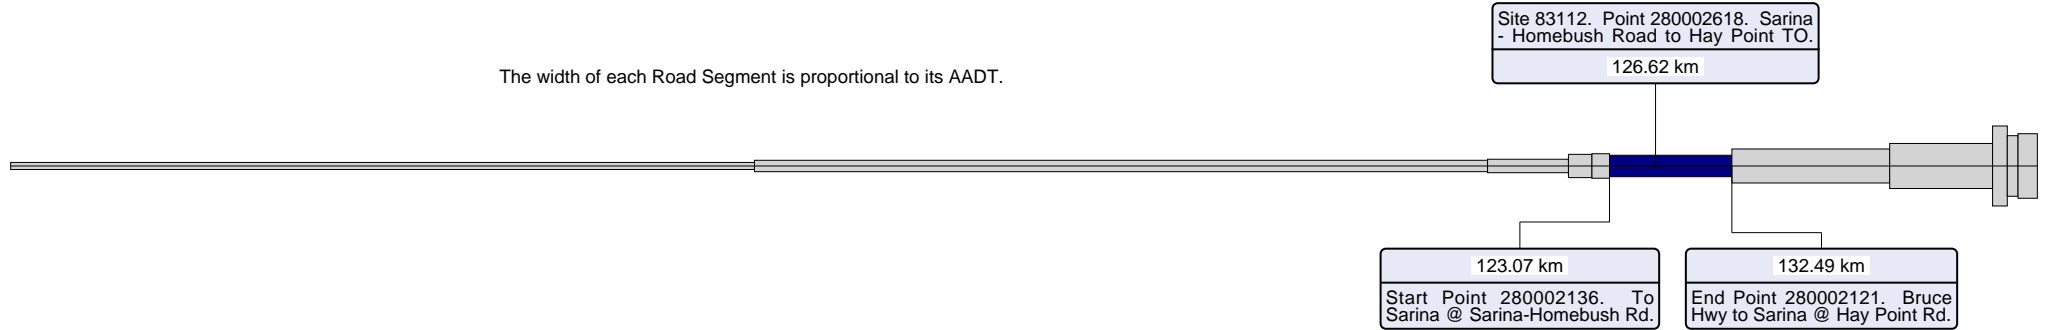 Site 83112. Point 280002618. Sarina
- Homebush Road to Hay Point TO.
126.62 km
The width of each Road Segment is proportional to its AADT.
123.07 km
Start Point 280002136. To
Sarina @ Sarina-Homebush Rd.
132.49 km
End Point 280002121. Bruce
Hwy to Sarina @ Hay Point Rd.